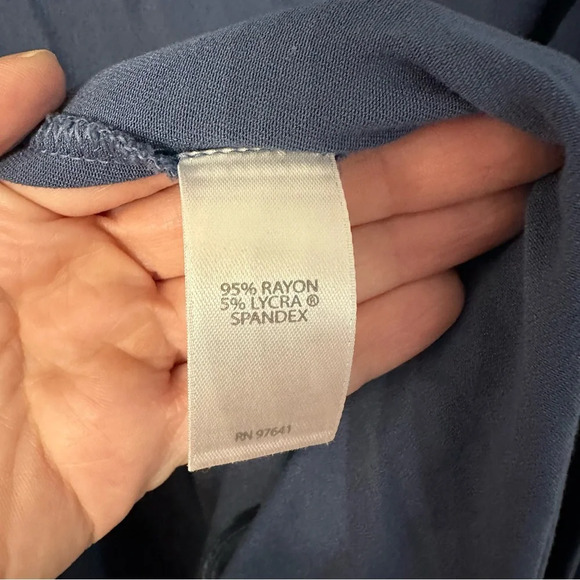 95% RAYON
5% LYCRA ®
SPANDEX
RN 97641